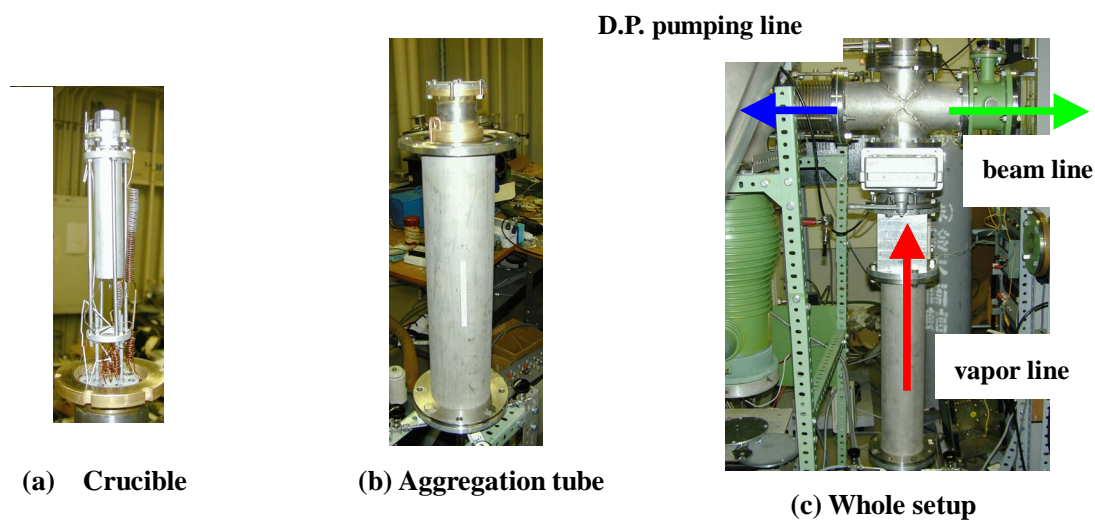 D.P. pumping line
beam line
vapor line
(a) Crucible
(b) Aggregation tube
(c) Whole setup